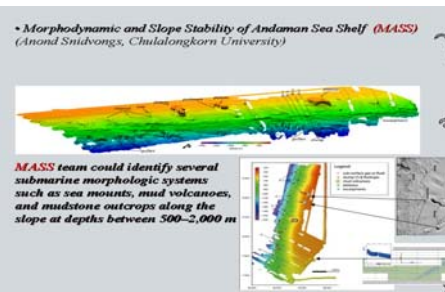 • Morphodynamic and Slope Stability of Andaman Sea Shelf (MASS)
(Anond Snidvongs, Chulalongkorn University)
MASS team could identify several
submarine morphologic systems
such as sea mounts, mud volcanoes,
and mudstone outcrops along the
slope at depths between 500–2,000 m